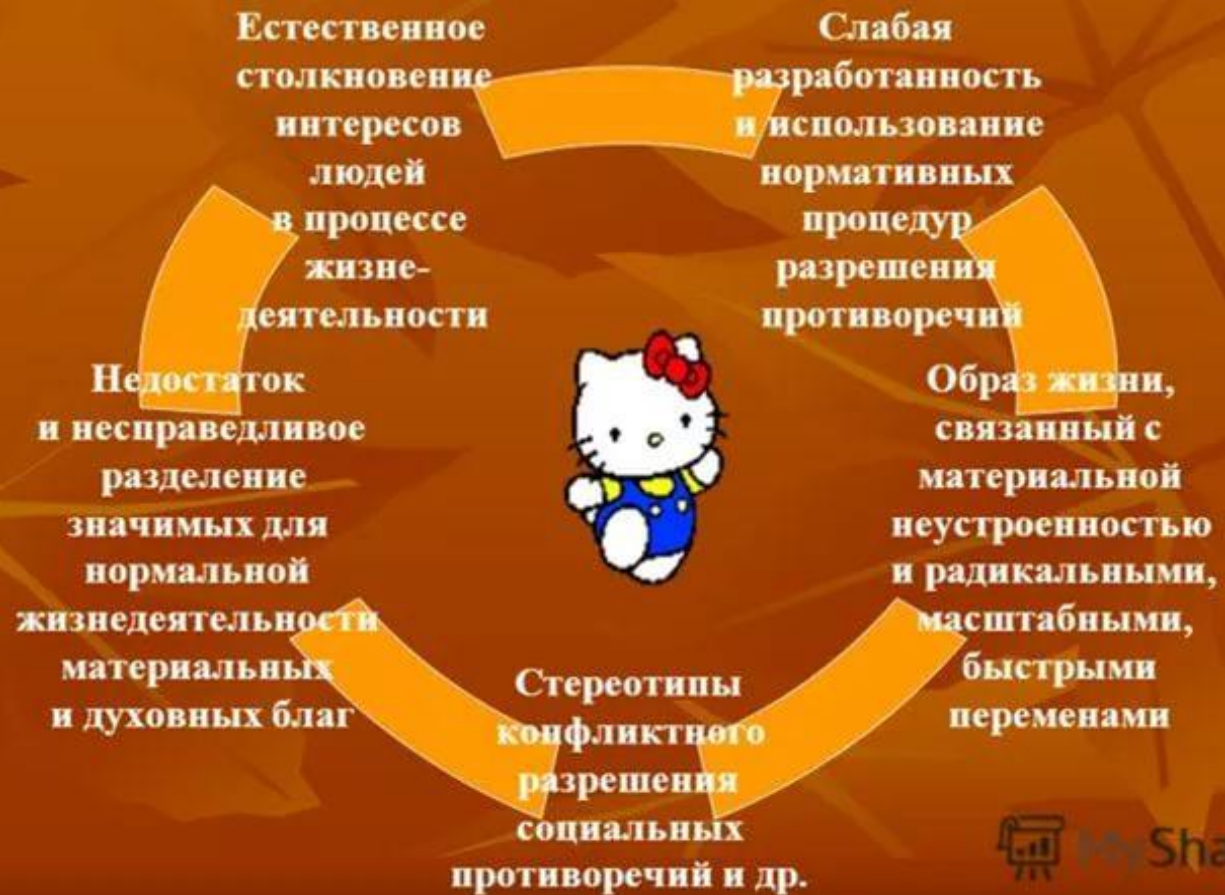 Естественное
столкновение
интересов
людей
в процессе
жизне-
деятельности
Слабая
разработанность
и использование
нормативных
процедур
разрешения
противоречий
Недостаток
и несправедливое
разделение
значимых для
нормальной
жизнедеятельности
материальных
и духовных благ
Образ жизни,
связанный с
материальной
неустроенностью
и радикальными,
масштабными,
быстрыми
переменами
Стереотипы
конфликтного
разрешения
социальных
противоречий и др.